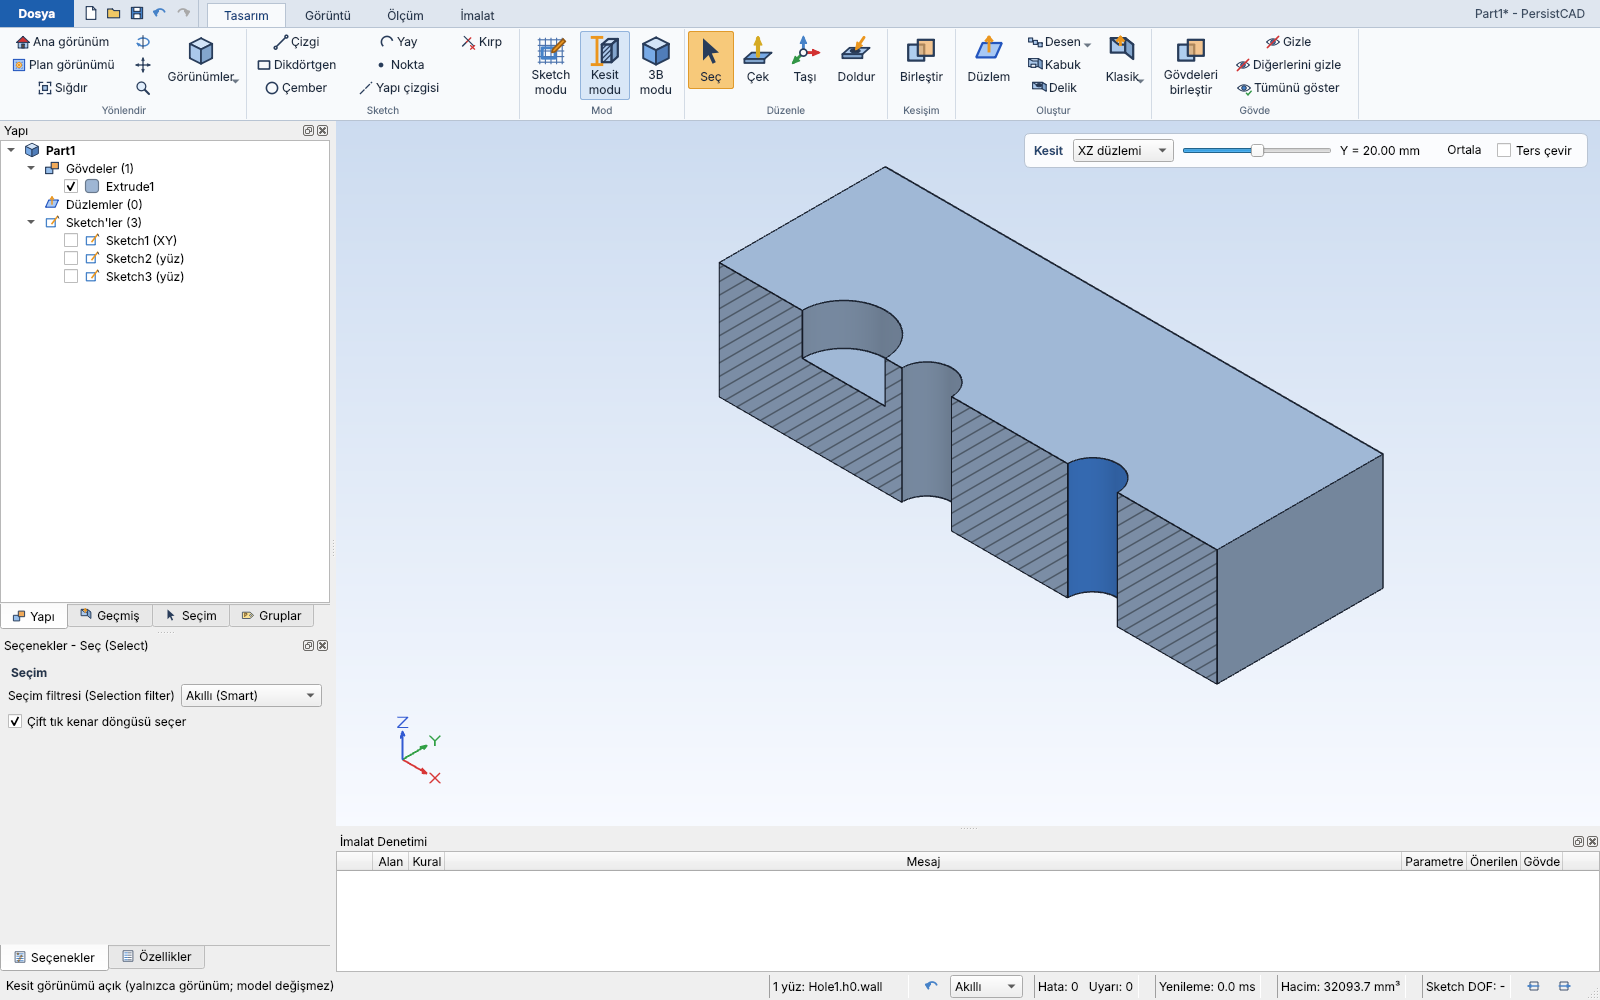 Dosya
Tasarım
Görüntü
Ölçüm
İmalat
Part1* - PersistCAD
Ana görünüm
Plan görünümü
Sığdır
Görünümler
Yönlendir
Çizgi
Dikdörtgen
Çember
Yay
Nokta
Yapı çizgisi
Kırp
Sketch
Sketch
modu
Kesit
modu
3B
modu
Mod
Seç
Çek
Taşı
Doldur
Düzenle
Birleştir
Kesişim
Düzlem
Desen
Kabuk
Delik
Klasik
Oluştur
Gövdeleri
birleştir
Gizle
Diğerlerini gizle
Tümünü göster
Gövde
Yapı
Part1
Gövdeler (1)
Extrude1
Düzlemler (0)
Sketch'ler (3)
Sketch1 (XY)
Sketch2 (yüz)
Sketch3 (yüz)
Yapı
Geçmiş
Seçim
Gruplar
Seçenekler - Seç (Select)
Seçim
Seçim filtresi (Selection filter)
Akıllı (Smart)
Çift tık kenar döngüsü seçer
Seçenekler
Özellikler
Kesit
XZ düzlemi
Y = 20.00 mm
Ortala
Ters çevir
Z
Y
X
İmalat Denetimi
Alan
Kural
Mesaj
Parametre
Önerilen
Gövde
Kesit görünümü açık (yalnızca görünüm; model değişmez)
1 yüz: Hole1.h0.wall
Akıllı
Hata: 0
Uyarı: 0
Yenileme: 0.0 ms
Hacim: 32093.7 mm³
Sketch DOF: -